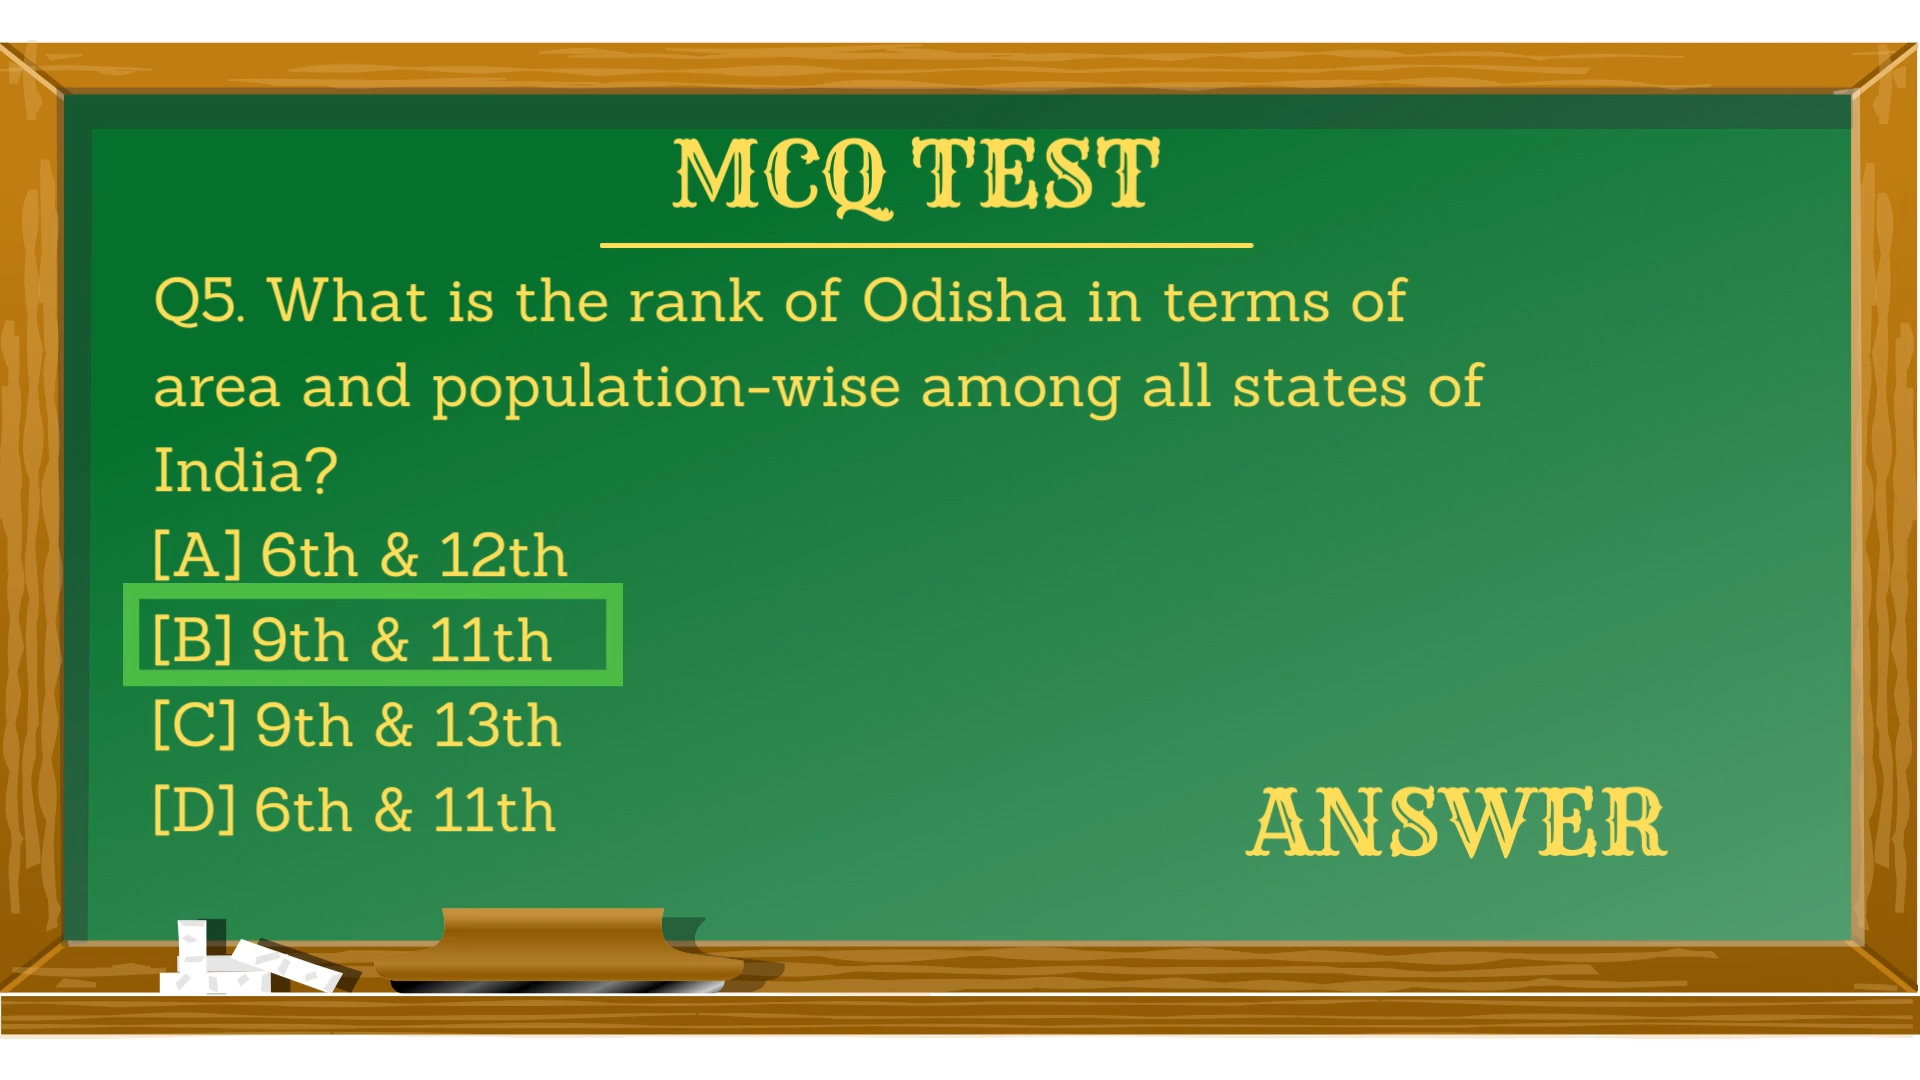 MCQ TEST
Q5. What is the rank of Odisha in terms of
area and population-wise among all states of
India?
[A] 6th & 12th
[B] 9th & 11th
[C] 9th & 13th
[D] 6th & 11th
ANSWER